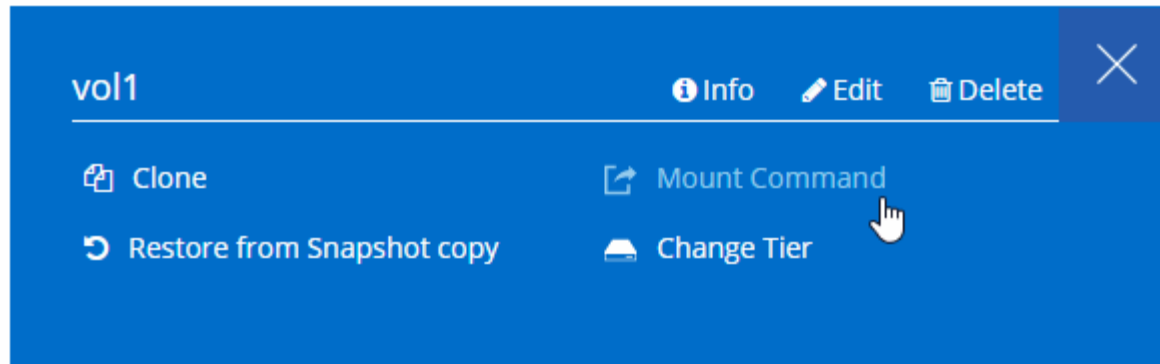 vol1 Info Edit Delete
Clone Mount Command
Restore from Snapshot copy Change Tier